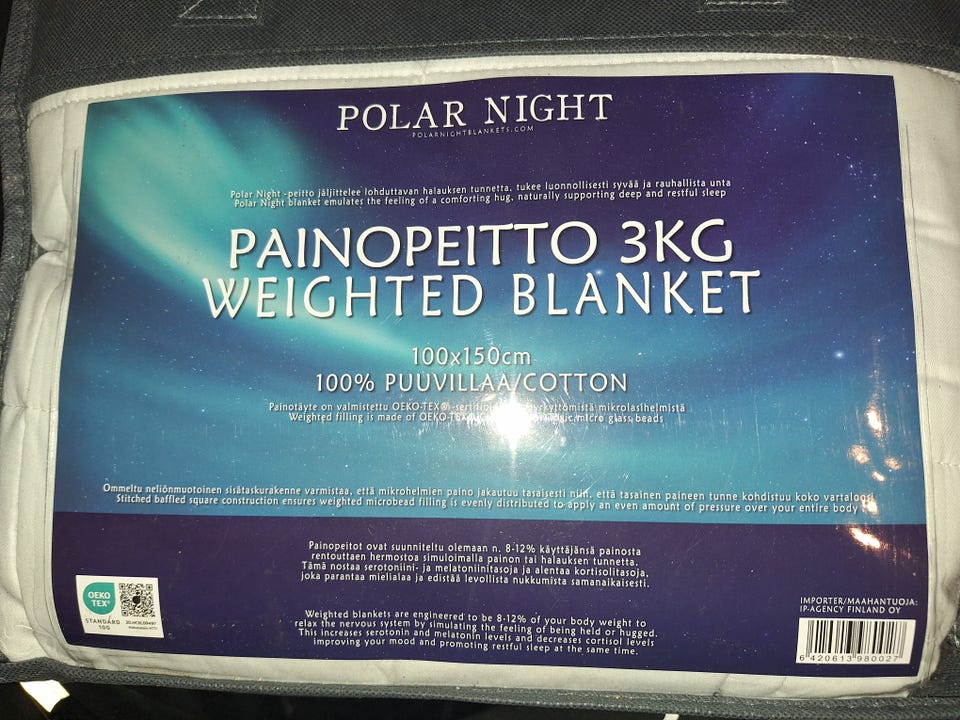 POLAR NIGHT
POLARNIGHTBLANKETS.COM
Polar Night -peitto jäljittelee lohduttavan halauksen tunnetta, tukee luonnollisesti syvää ja rauhallista unta
Polar Night blanket emulates the feeling of a comforting hug, naturally supporting deep and restful sleep
PAINOPEITTO 3KG
WEIGHTED BLANKET
100x150cm
100% PUUVILLAA/COTTON
Painotäyte on valmistettu OEKO-TEX® mikrolasihelmistä
Weighted filling is made of OEKO-TEX micro glass beads
Ommeltu neliönmuotoinen sisätaskurakenne varmistaa, että mikrohelmien paino jakautuu tasaisesti niin, että tasainen paineen tunne kohdistuu koko vartaloosi
Stitched baffled square construction ensures weighted microbead filling is evenly distributed to apply an even amount of pressure over your entire body
Painopeitot ovat suunniteltu olemaan n. 8-12% käyttäjänsä painosta
rentouttaen hermostoa simuloimalla painon tai halauksen tunnetta.
Tämä nostaa serotoniini- ja melatoniinitasoja ja alentaa kortisolitasoja,
joka parantaa mielialaa ja edistää levollista nukkumista samanaikaisesti.
Weighted blankets are engineered to be 8-12% of your body weight to
relax the nervous system by simulating the feeling of being held or hugged.
This increases serotonin and melatonin levels and decreases cortisol levels
improving your mood and promoting restful sleep at the same time.
OEKO
TEX®
STANDARD
100
IMPORTER/MAAHANTUOJA:
IP-AGENCY FINLAND OY
6 420613 980027